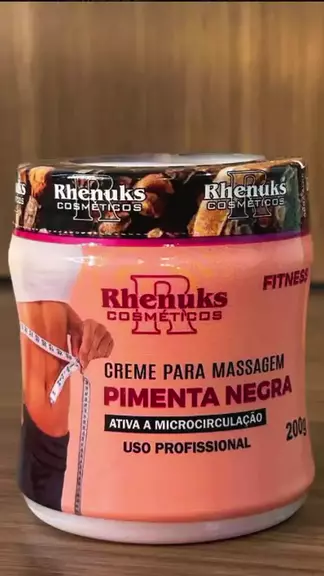 Rhenuks
COSMÉTICOS
Rhenuks
COSMÉTICOS
FITNESS
Rhenuks
COSMÉTICOS
CREME PARA MASSAGEM
PIMENTA NEGRA
ATIVA A MICROCIRCULAÇÃO
200g
USO PROFISSIONAL